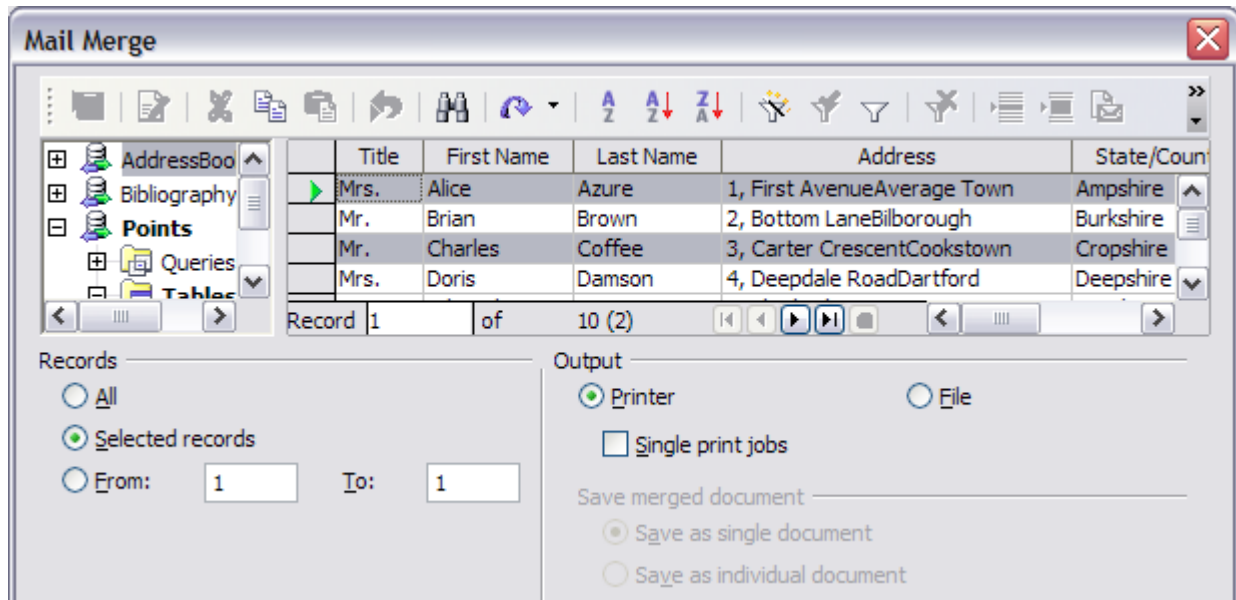 Mail Merge
AddressBoo
Bibliography
Points
Queries
Tables
Title First Name Last Name Address State/Coun
Mrs. Alice Azure 1, First AvenueAverage Town Ampshire
Mr. Brian Brown 2, Bottom LaneBilborough Burkshire
Mr. Charles Coffee 3, Carter CrescentCookstown Cropshire
Mrs. Doris Damson 4, Deepdale RoadDartford Deepshire
Record 1 of 10 (2)
Records
All
Selected records
From: 1 To: 1
Output
Printer File
Single print jobs
Save merged document
Save as single document
Save as individual document